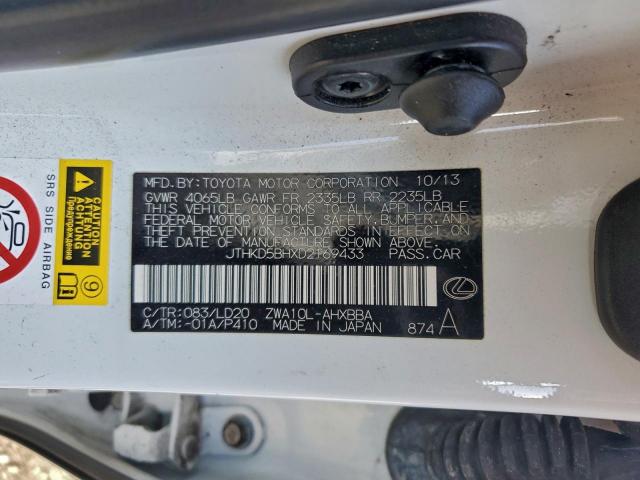 MFD. BY: TOYOTA MOTOR CORPORATION 10/13
GVWR 4065LB GAWR FR 2335LB RR 2235LB
THIS VEHICLE CONFORMS TO ALL APPLICABLE
FEDERAL MOTOR VEHICLE SAFETY, BUMPER, AND
THEFT PREVENTION STANDARDS IN EFFECT ON
THE DATE OF MANUFACTURE SHOWN ABOVE.
JTHKD5BHXD2169433 PASS.CAR
C/TR: 083/LD20 ZWA10L-AHXBBA
A/TM: -01A/P410 MADE IN JAPAN 874 A
SRS SIDE AIRBAG
CAUTION
ATTENTION
ACHTUNG
Предупреждение
9